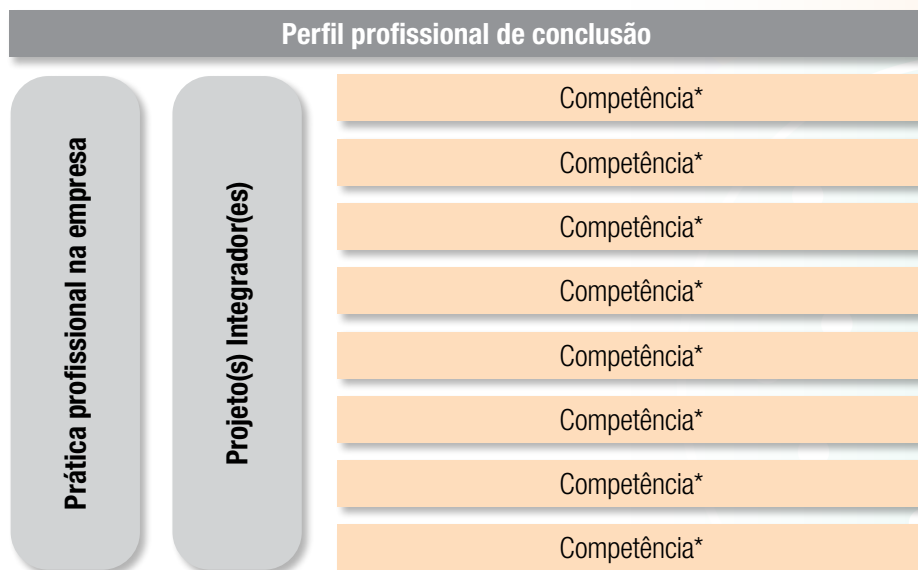 Perfil profissional de conclusão
Prática profissional na empresa
Projeto(s) Integrador(es)
Competência*
Competência*
Competência*
Competência*
Competência*
Competência*
Competência*
Competência*